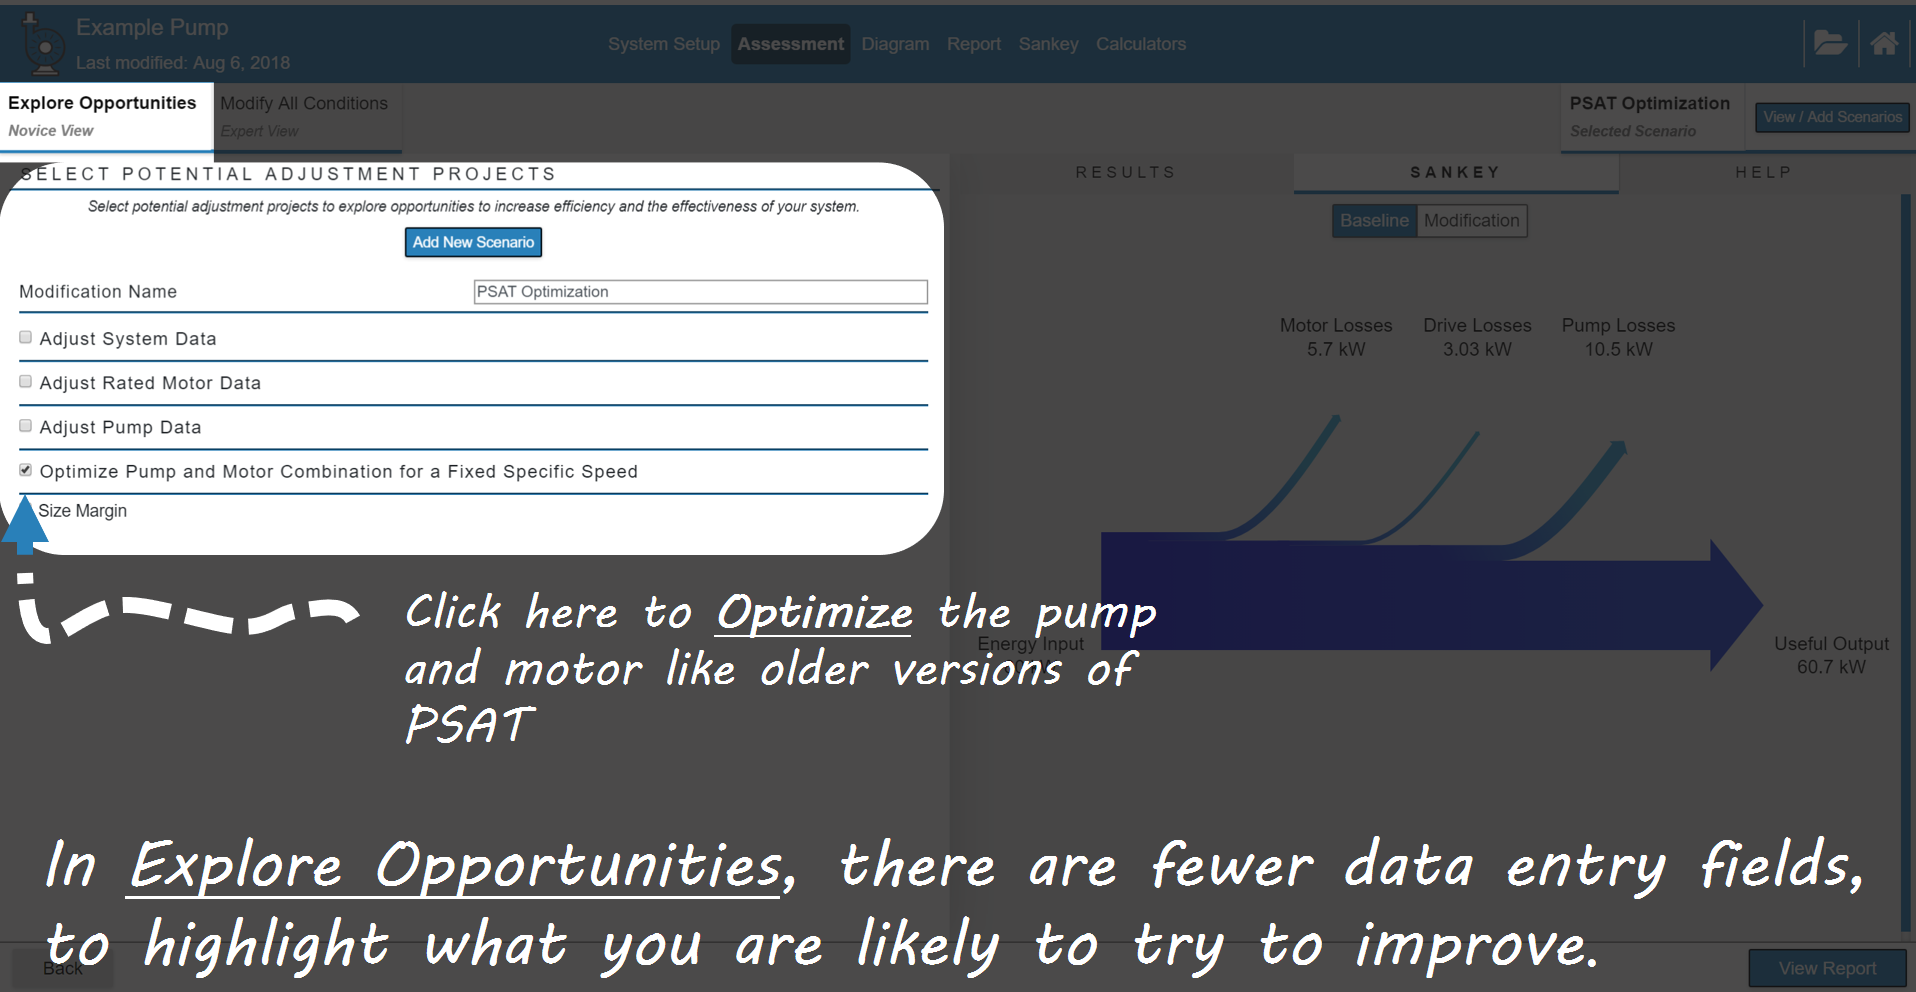 Example Pump
Last modified: Aug 6, 2018
System Setup Assessment Diagram Report Sankey Calculators
Explore Opportunities
Novice View
Modify All Conditions
Expert View
PSAT Optimization
Selected Scenario
View / Add Scenarios
SELECT POTENTIAL ADJUSTMENT PROJECTS
Select potential adjustment projects to explore opportunities to increase efficiency and the effectiveness of your system.
Add New Scenario
Modification Name PSAT Optimization
Adjust System Data
Adjust Rated Motor Data
Adjust Pump Data
Optimize Pump and Motor Combination for a Fixed Specific Speed
Size Margin
RESULTS SANKEY HELP
Baseline Modification
Motor Losses
5.7 kW
Drive Losses
3.03 kW
Pump Losses
10.5 kW
Energy Input
Useful Output
60.7 kW
Click here to Optimize the pump
and motor like older versions of
PSAT
In Explore Opportunities, there are fewer data entry fields,
to highlight what you are likely to try to improve.
Back
View Report